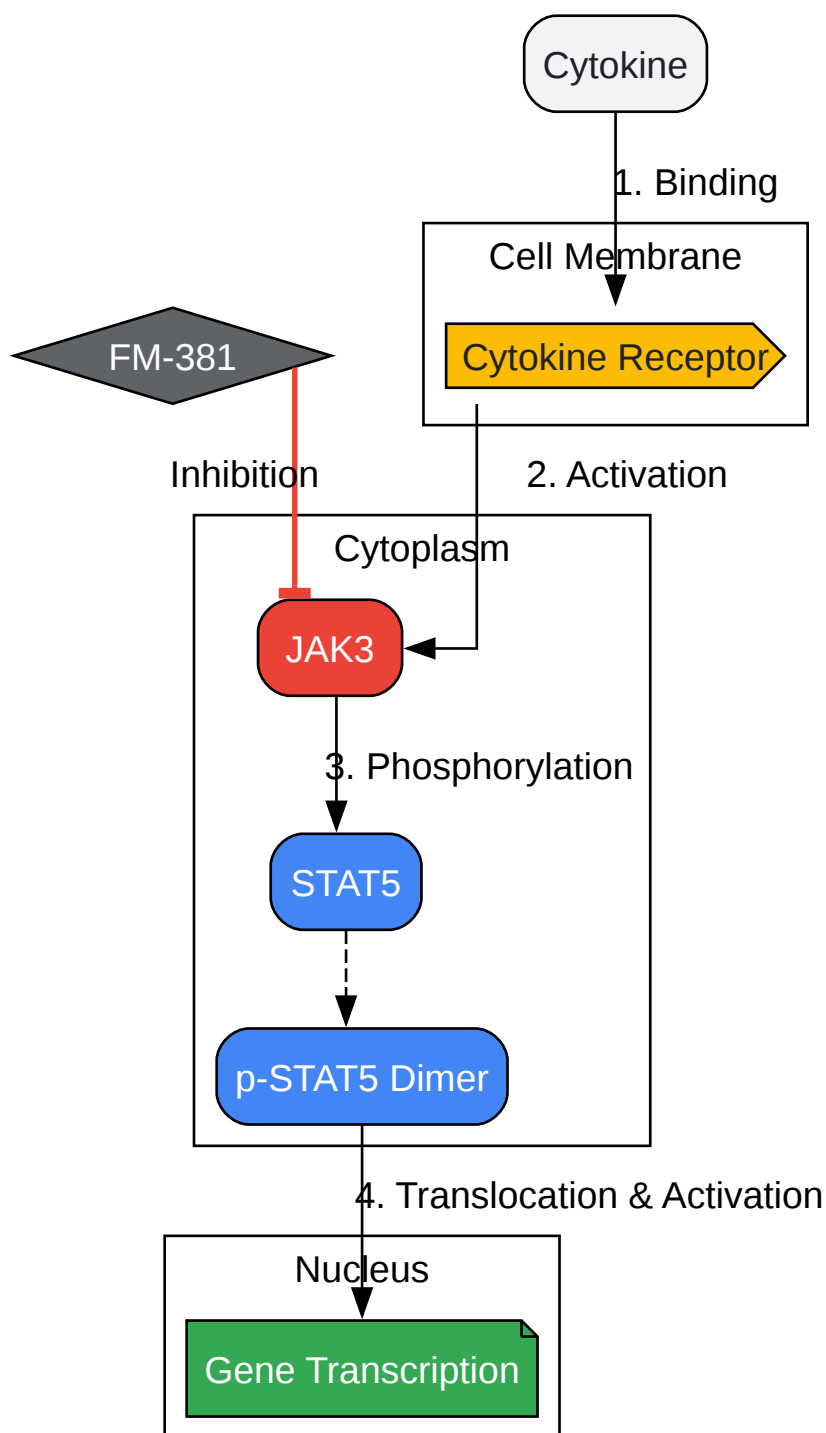 Cytokine
1. Binding
Cell Membrane
Cytokine Receptor
FM-381
Inhibition
2. Activation
Cytoplasm
JAK3
3. Phosphorylation
STAT5
p-STAT5 Dimer
4. Translocation & Activation
Nucleus
Gene Transcription